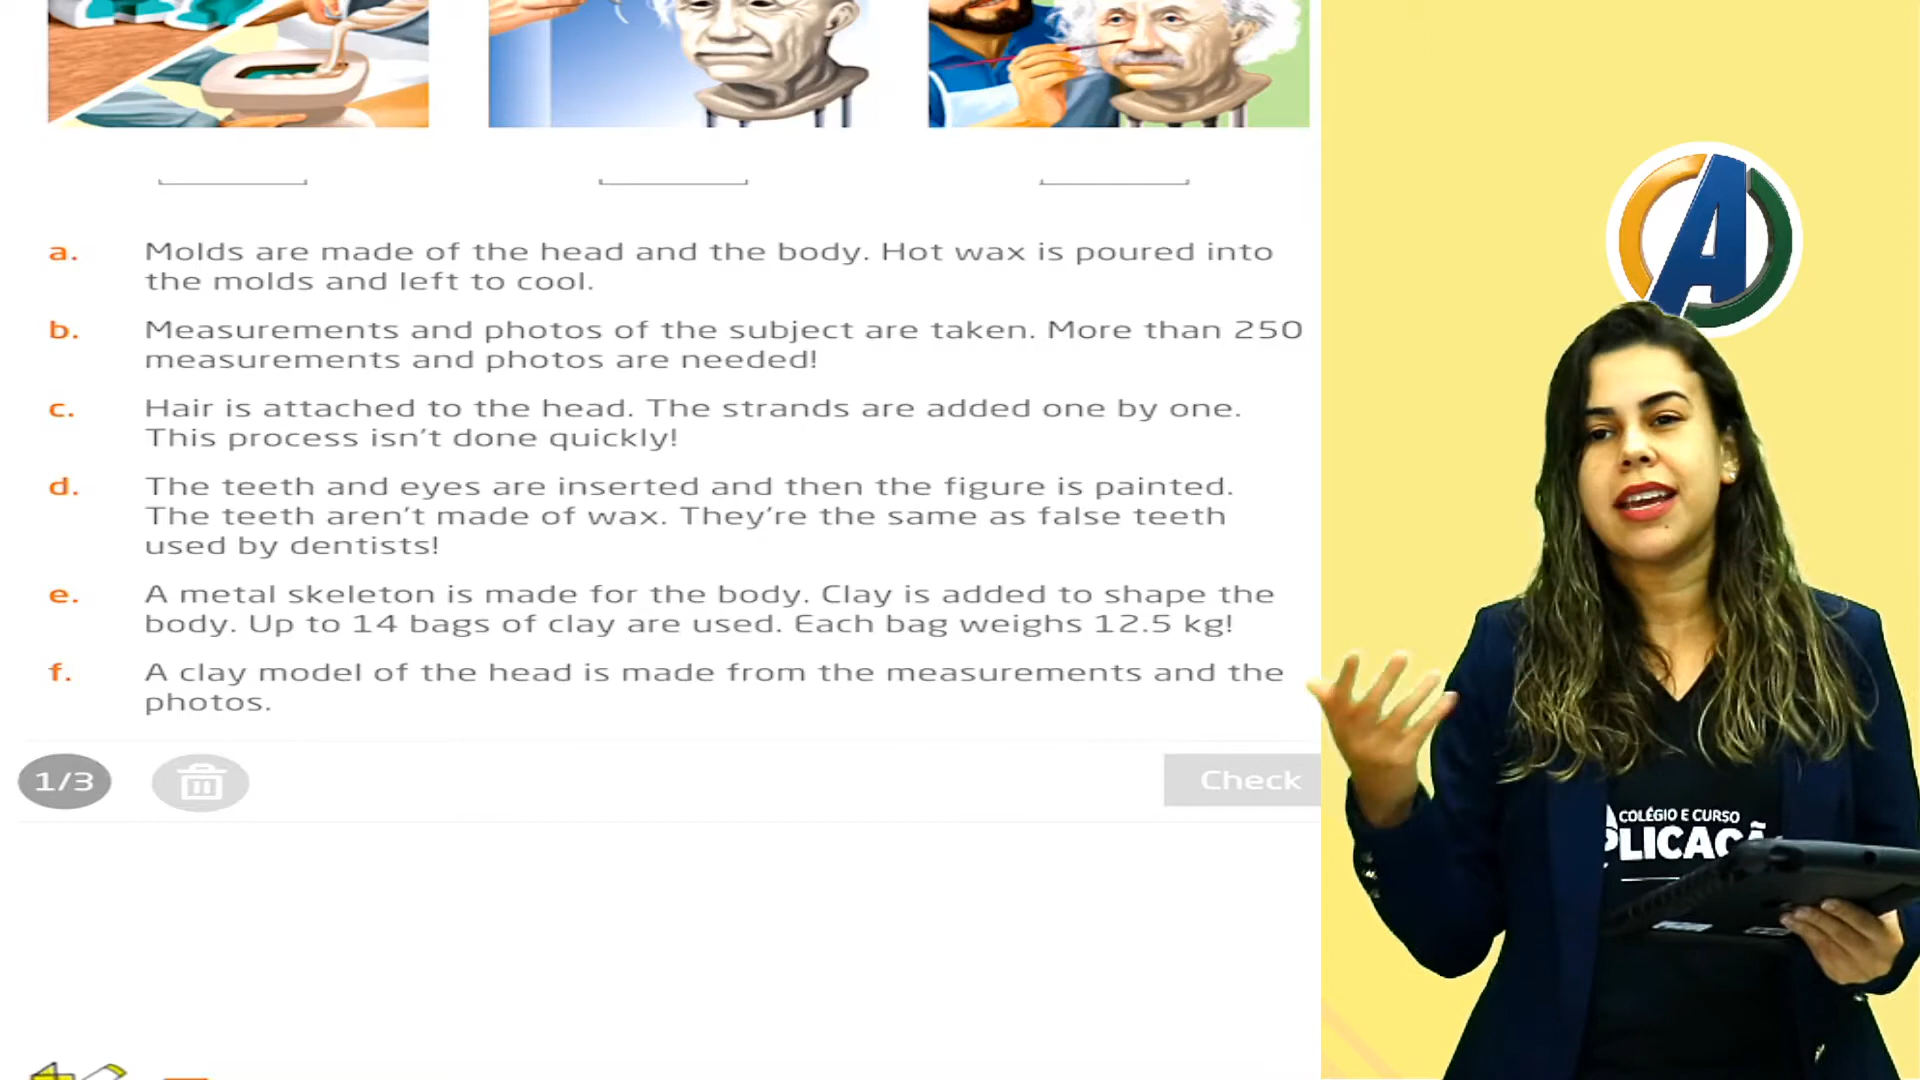 a. Molds are made of the head and the body. Hot wax is poured into
the molds and left to cool.
b. Measurements and photos of the subject are taken. More than 250
measurements and photos are needed!
c. Hair is attached to the head. The strands are added one by one.
This process isn't done quickly!
d. The teeth and eyes are inserted and then the figure is painted.
The teeth aren't made of wax. They're the same as false teeth
used by dentists!
e. A metal skeleton is made for the body. Clay is added to shape the
body. Up to 14 bags of clay are used. Each bag weighs 12.5 kg!
f. A clay model of the head is made from the measurements and the
photos.
1/3
Check
A
COLÉGIO E CURSO